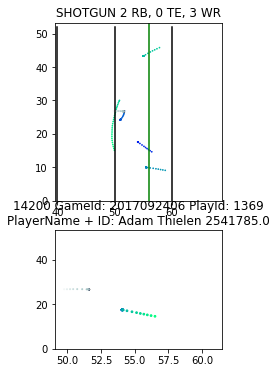 SHOTGUN 2 RB, 0 TE, 3 WR
50
40
30
20
10
0
40 50 60
14200 GameId: 2017092406 PlayId: 1369
PlayerName + ID: Adam Thielen 2541785.0
40
20
0
50.0 52.5 55.0 57.5 60.0